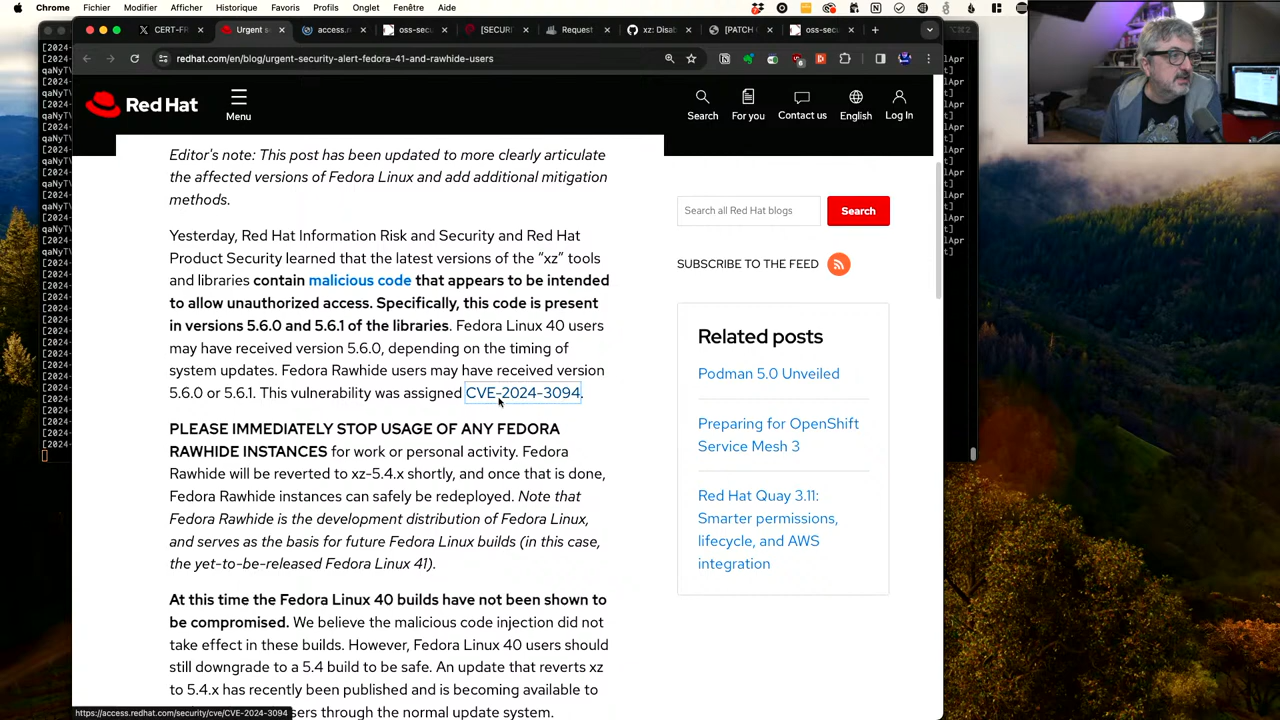 Chrome Fichier Modifier Afficher Historique Favoris Profils Onglet Fenêtre Aide
CERT-FR Urgent s access.r oss-secu [SECURI Request xz: Disab [PATCH oss-secu
redhat.com/en/blog/urgent-security-alert-fedora-41-and-rawhide-users
Red Hat
Menu
Search
For you
Contact us
English
Log In
Editor's note: This post has been updated to more clearly articulate
the affected versions of Fedora Linux and add additional mitigation
methods.
Yesterday, Red Hat Information Risk and Security and Red Hat
Product Security learned that the latest versions of the “xz” tools
and libraries contain malicious code that appears to be intended
to allow unauthorized access. Specifically, this code is present
in versions 5.6.0 and 5.6.1 of the libraries. Fedora Linux 40 users
may have received version 5.6.0, depending on the timing of
system updates. Fedora Rawhide users may have received version
5.6.0 or 5.6.1. This vulnerability was assigned CVE-2024-3094.
PLEASE IMMEDIATELY STOP USAGE OF ANY FEDORA
RAWHIDE INSTANCES for work or personal activity. Fedora
Rawhide will be reverted to xz-5.4.x shortly, and once that is done,
Fedora Rawhide instances can safely be redeployed. Note that
Fedora Rawhide is the development distribution of Fedora Linux,
and serves as the basis for future Fedora Linux builds (in this case,
the yet-to-be-released Fedora Linux 41).
At this time the Fedora Linux 40 builds have not been shown to
be compromised. We believe the malicious code injection did not
take effect in these builds. However, Fedora Linux 40 users should
still downgrade to a 5.4 build to be safe. An update that reverts xz
to 5.4.x has recently been published and is becoming available to
sers through the normal update system.
Search all Red Hat blogs
Search
SUBSCRIBE TO THE FEED
Related posts
Podman 5.0 Unveiled
Preparing for OpenShift
Service Mesh 3
Red Hat Quay 3.11:
Smarter permissions,
lifecycle, and AWS
integration
https://access.redhat.com/security/cve/CVE-2024-3094